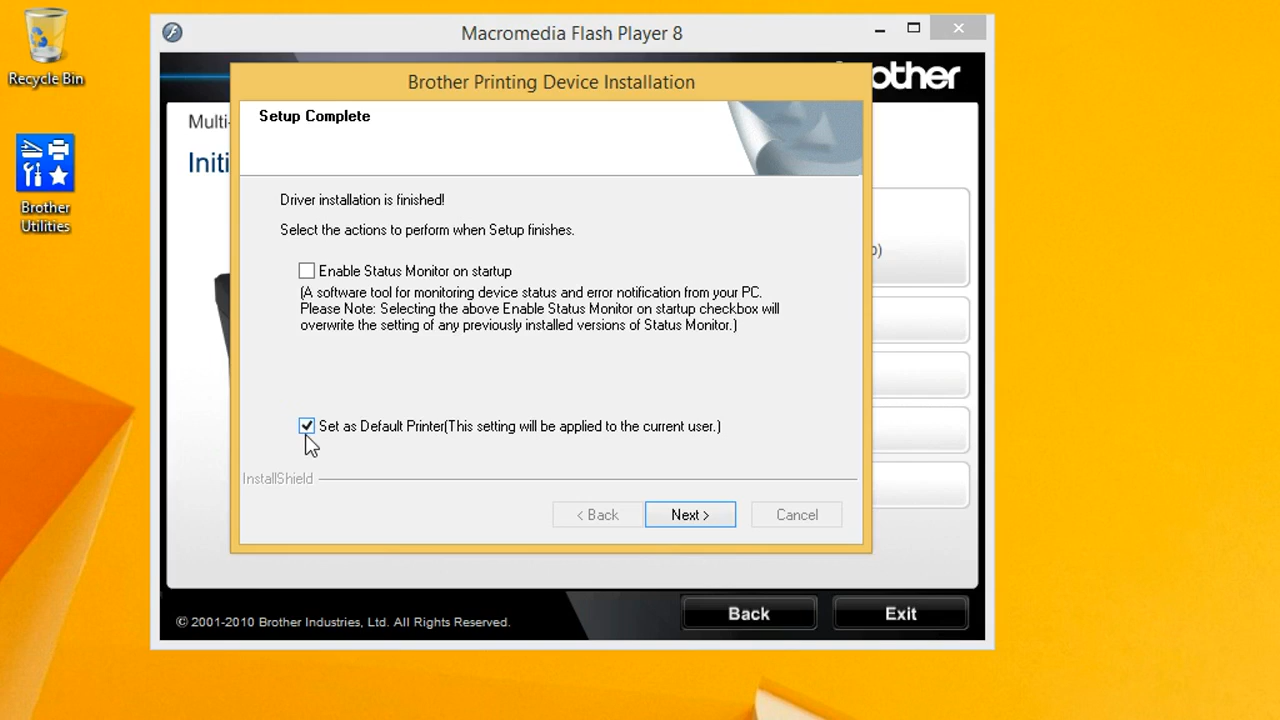 Recycle Bin
Brother
Utilities
Macromedia Flash Player 8
Brother Printing Device Installation
Setup Complete
Multi-
Initi
Driver installation is finished!
Select the actions to perform when Setup finishes.
Enable Status Monitor on startup
(A software tool for monitoring device status and error notification from your PC.
Please Note: Selecting the above Enable Status Monitor on startup checkbox will
overwrite the setting of any previously installed versions of Status Monitor.)
Set as Default Printer(This setting will be applied to the current user.)
InstallShield
< Back Next > Cancel
© 2001-2010 Brother Industries, Ltd. All Rights Reserved.
Back Exit